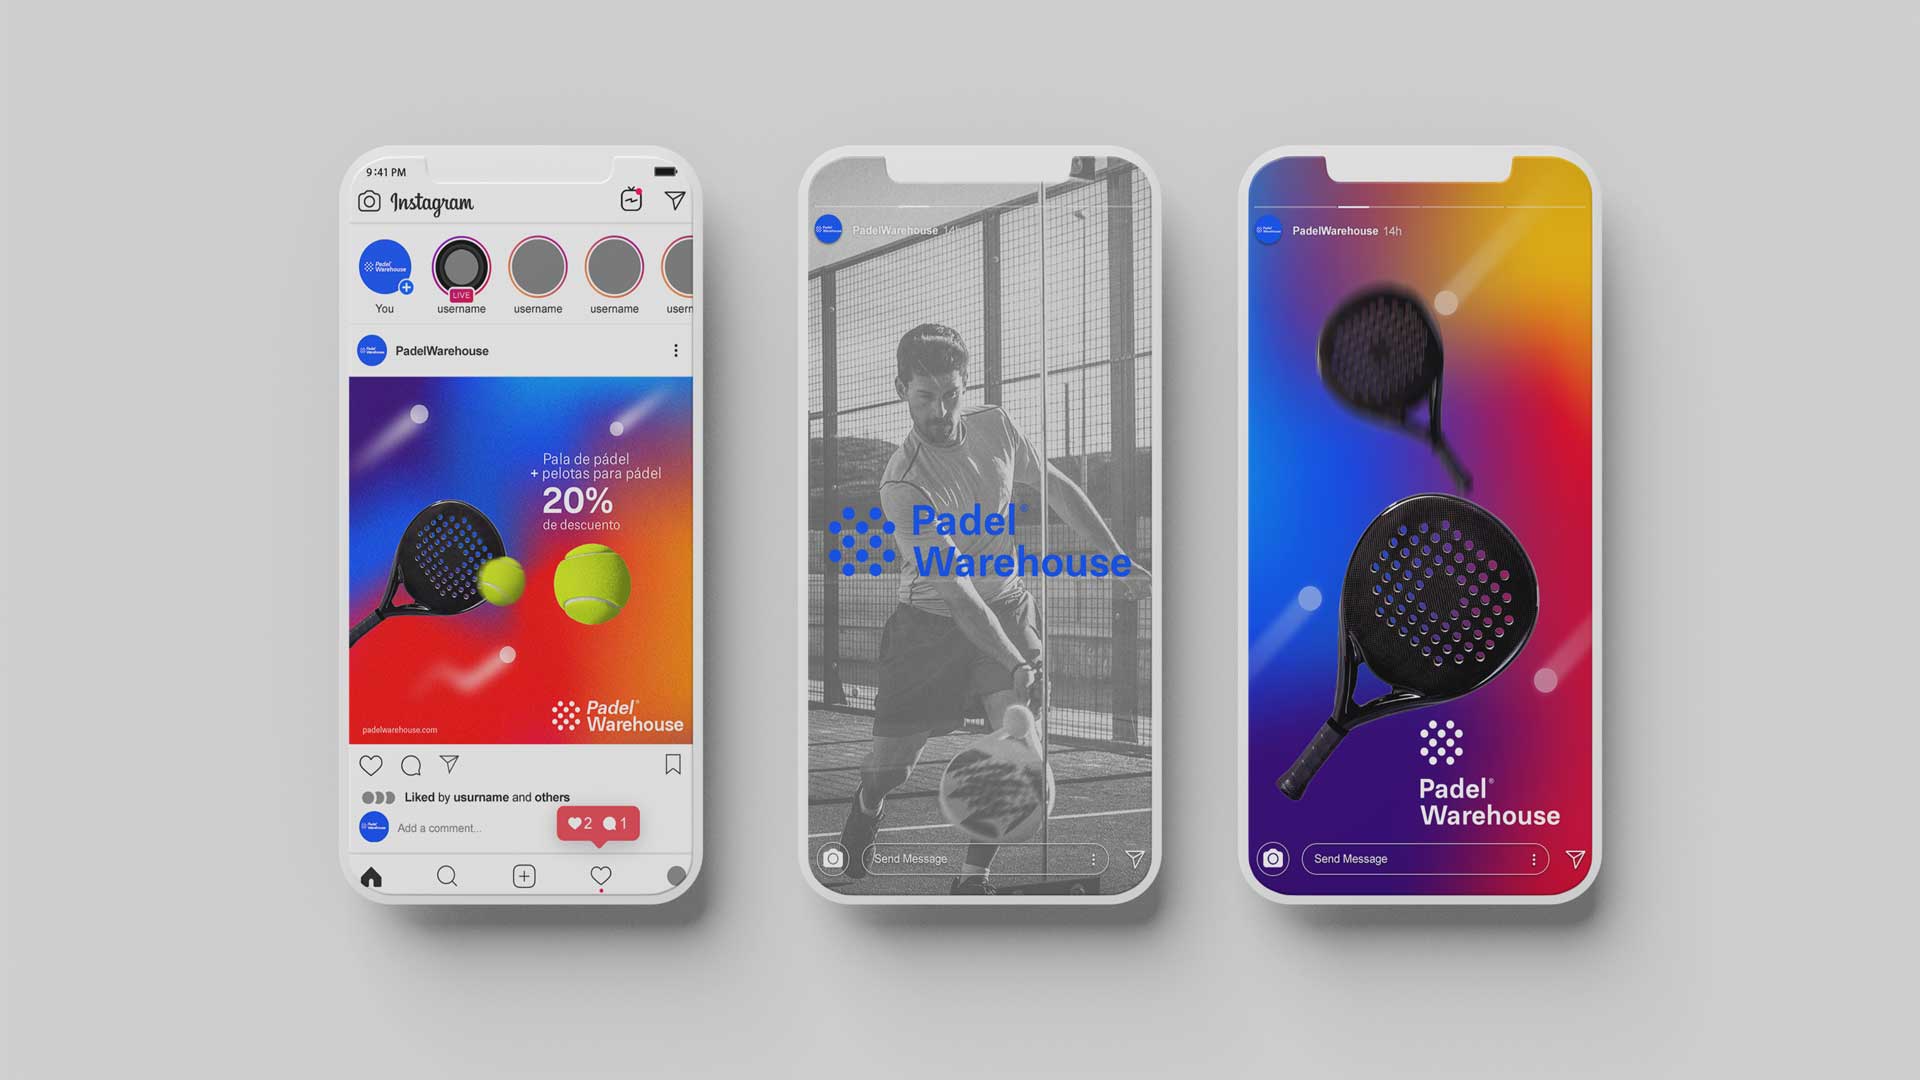 9:41 PM
Instagram
Padel
Warehouse
LIVE
You
username
username
username
usern
PadelWarehouse
Pala de pádel
+ pelotas para pádel
20%
de descuento
padelwarehouse.com
Padel®
Warehouse
Liked by usurname and others
Add a comment...
2 1
PadelWarehouse 14h
Padel®
Warehouse
Send Message
PadelWarehouse 14h
Padel®
Warehouse
Send Message